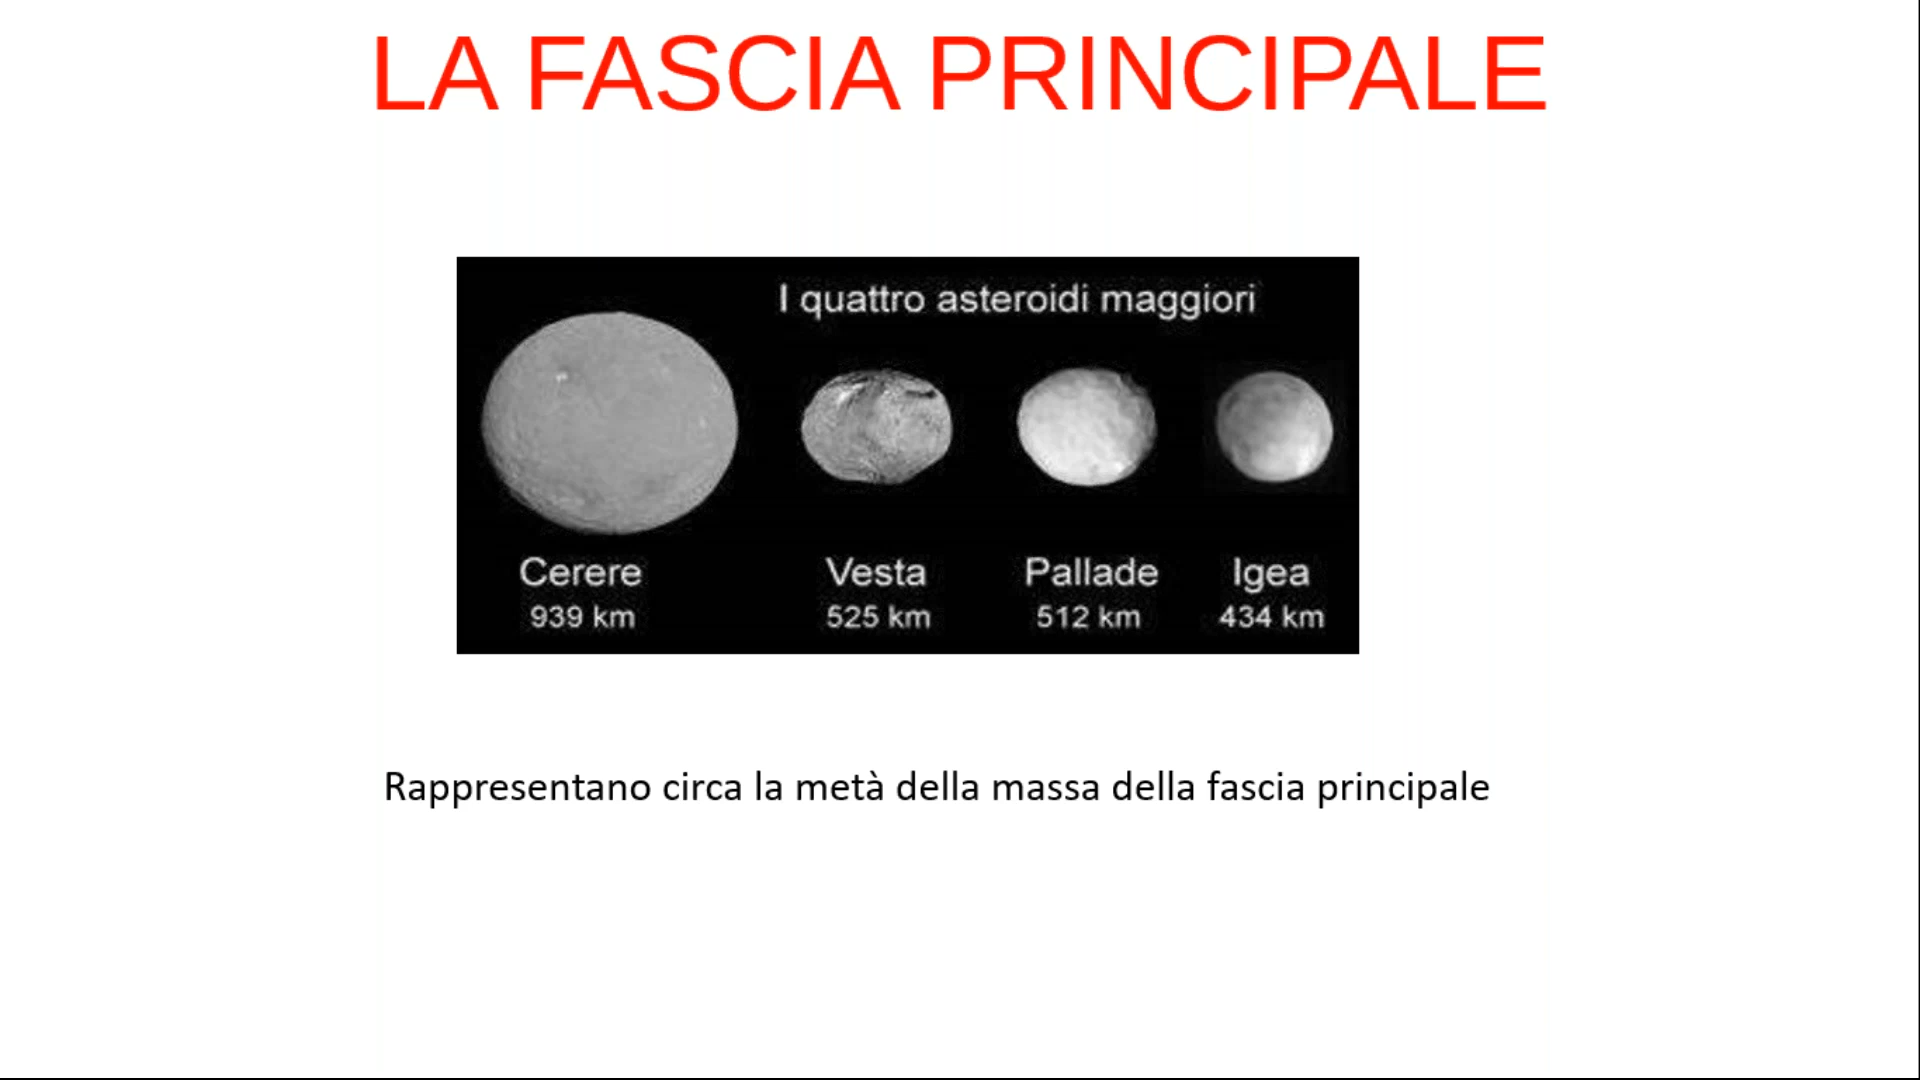 LA FASCIA PRINCIPALE
I quattro asteroidi maggiori
Cerere Vesta Pallade Igea
939 km 525 km 512 km 434 km
Rappresentano circa la metà della massa della fascia principale